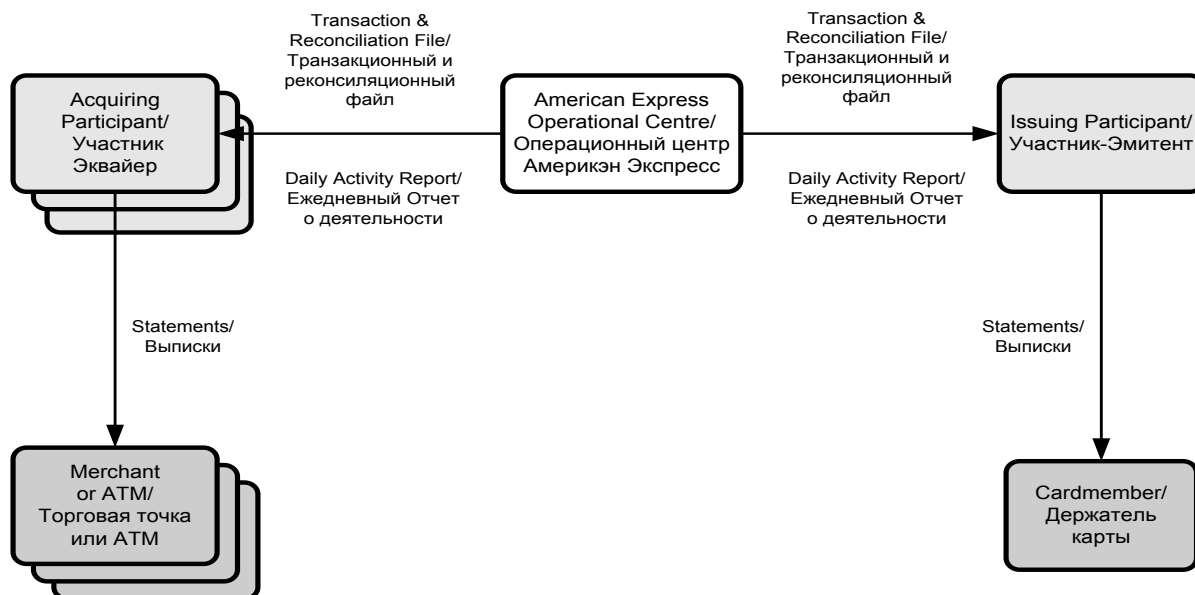 Transaction &
Reconciliation File/
Транзакционный и
реконсиляционный
файл
Transaction &
Reconciliation File/
Транзакционный и
реконсиляционный
файл
Acquiring
Participant/
Участник
Эквайер
American Express
Operational Centre/
Операционный центр
Америкэн Экспресс
Issuing Participant/
Участник-Эмитент
Daily Activity Report/
Ежедневный Отчет
о деятельности
Daily Activity Report/
Ежедневный Отчет
о деятельности
Statements/
Выписки
Statements/
Выписки
Merchant
or ATM/
Торговая точка
или АТМ
Cardmember/
Держатель
карты